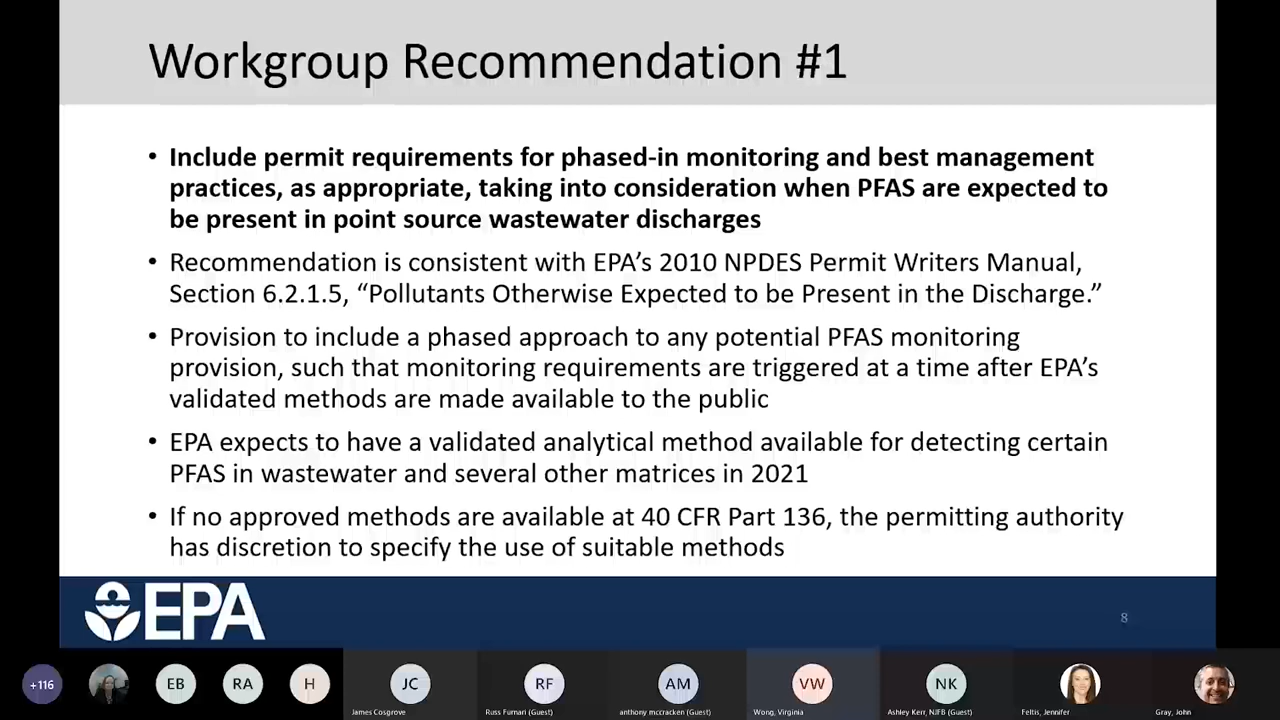 Workgroup Recommendation #1
• Include permit requirements for phased-in monitoring and best management
practices, as appropriate, taking into consideration when PFAS are expected to
be present in point source wastewater discharges
• Recommendation is consistent with EPA’s 2010 NPDES Permit Writers Manual,
Section 6.2.1.5, “Pollutants Otherwise Expected to be Present in the Discharge.”
• Provision to include a phased approach to any potential PFAS monitoring
provision, such that monitoring requirements are triggered at a time after EPA’s
validated methods are made available to the public
• EPA expects to have a validated analytical method available for detecting certain
PFAS in wastewater and several other matrices in 2021
• If no approved methods are available at 40 CFR Part 136, the permitting authority
has discretion to specify the use of suitable methods
EPA
8
+116
EB
RA
H
JC
RF
AM
VW
NK
James Cosgrove
Russ Furnari (Guest)
anthony mccracken (Guest)
Wong, Virginia
Ashley Kerr, NJFB (Guest)
Feltis, Jennifer
Gray, John